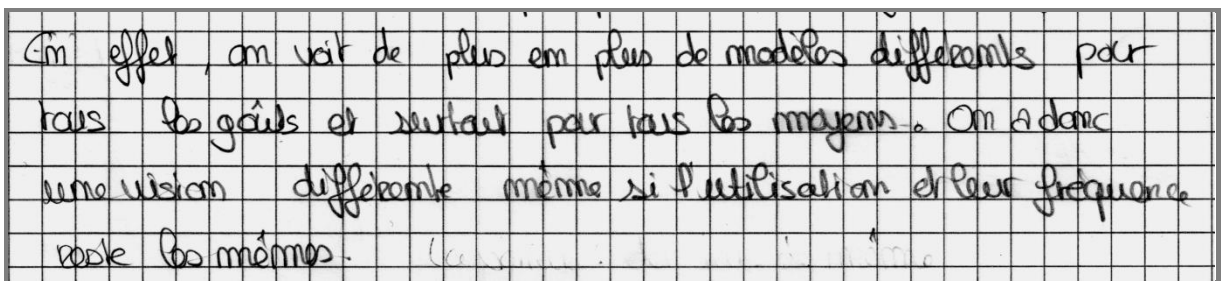 En effet, on voit de plus en plus de modèles différents pour
tous les goûts et surtout pour tous les moyens. On a donc
une vision différente même si l'utilisation et leur fréquence
reste les mêmes.